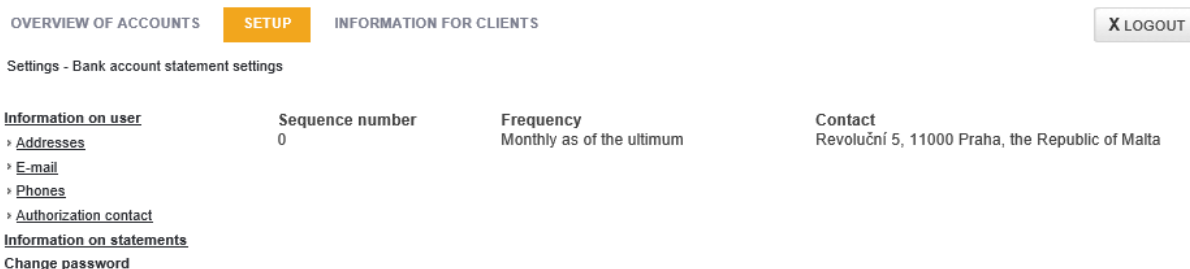 OVERVIEW OF ACCOUNTS SETUP INFORMATION FOR CLIENTS X LOGOUT
Settings - Bank account statement settings
Information on user
Addresses
E-mail
Phones
Authorization contact
Information on statements
Change password
Sequence number Frequency Contact
0 Monthly as of the ultimum Revoluční 5, 11000 Praha, the Republic of Malta